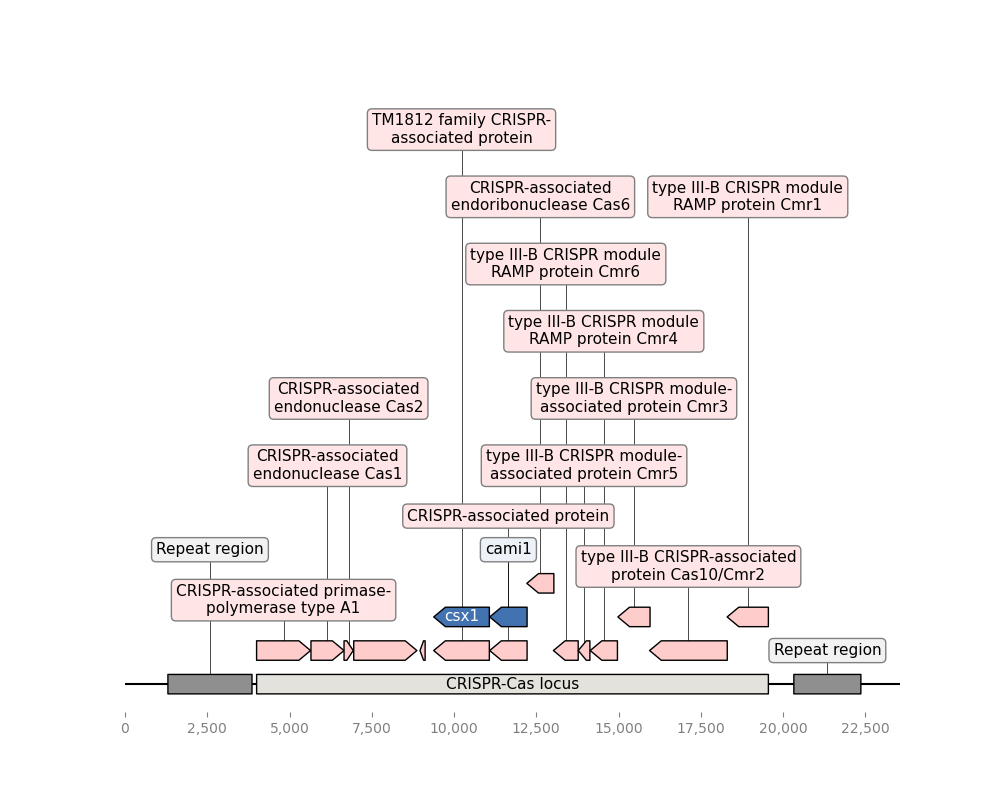 TM1812 family CRISPR-
associated protein
CRISPR-associated
endoribonuclease Cas6
type III-B CRISPR module
RAMP protein Cmr1
type III-B CRISPR module
RAMP protein Cmr6
type III-B CRISPR module
RAMP protein Cmr4
CRISPR-associated
endonuclease Cas2
type III-B CRISPR module-
associated protein Cmr3
CRISPR-associated
endonuclease Cas1
type III-B CRISPR module-
associated protein Cmr5
CRISPR-associated protein
Repeat region
cami1
type III-B CRISPR-associated
protein Cas10/Cmr2
CRISPR-associated primase-
polymerase type A1
csx1
Repeat region
CRISPR-Cas locus
0 2,500 5,000 7,500 10,000 12,500 15,000 17,500 20,000 22,500